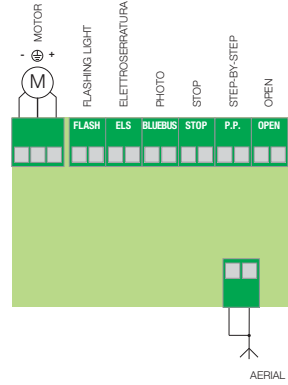 MOTOR
FLASHING LIGHT
ELETTROSERRATURA
PHOTO
STOP
STEP-BY-STEP
OPEN
- +
M
FLASH ELS BLUEBUS STOP P.P. OPEN
AERIAL